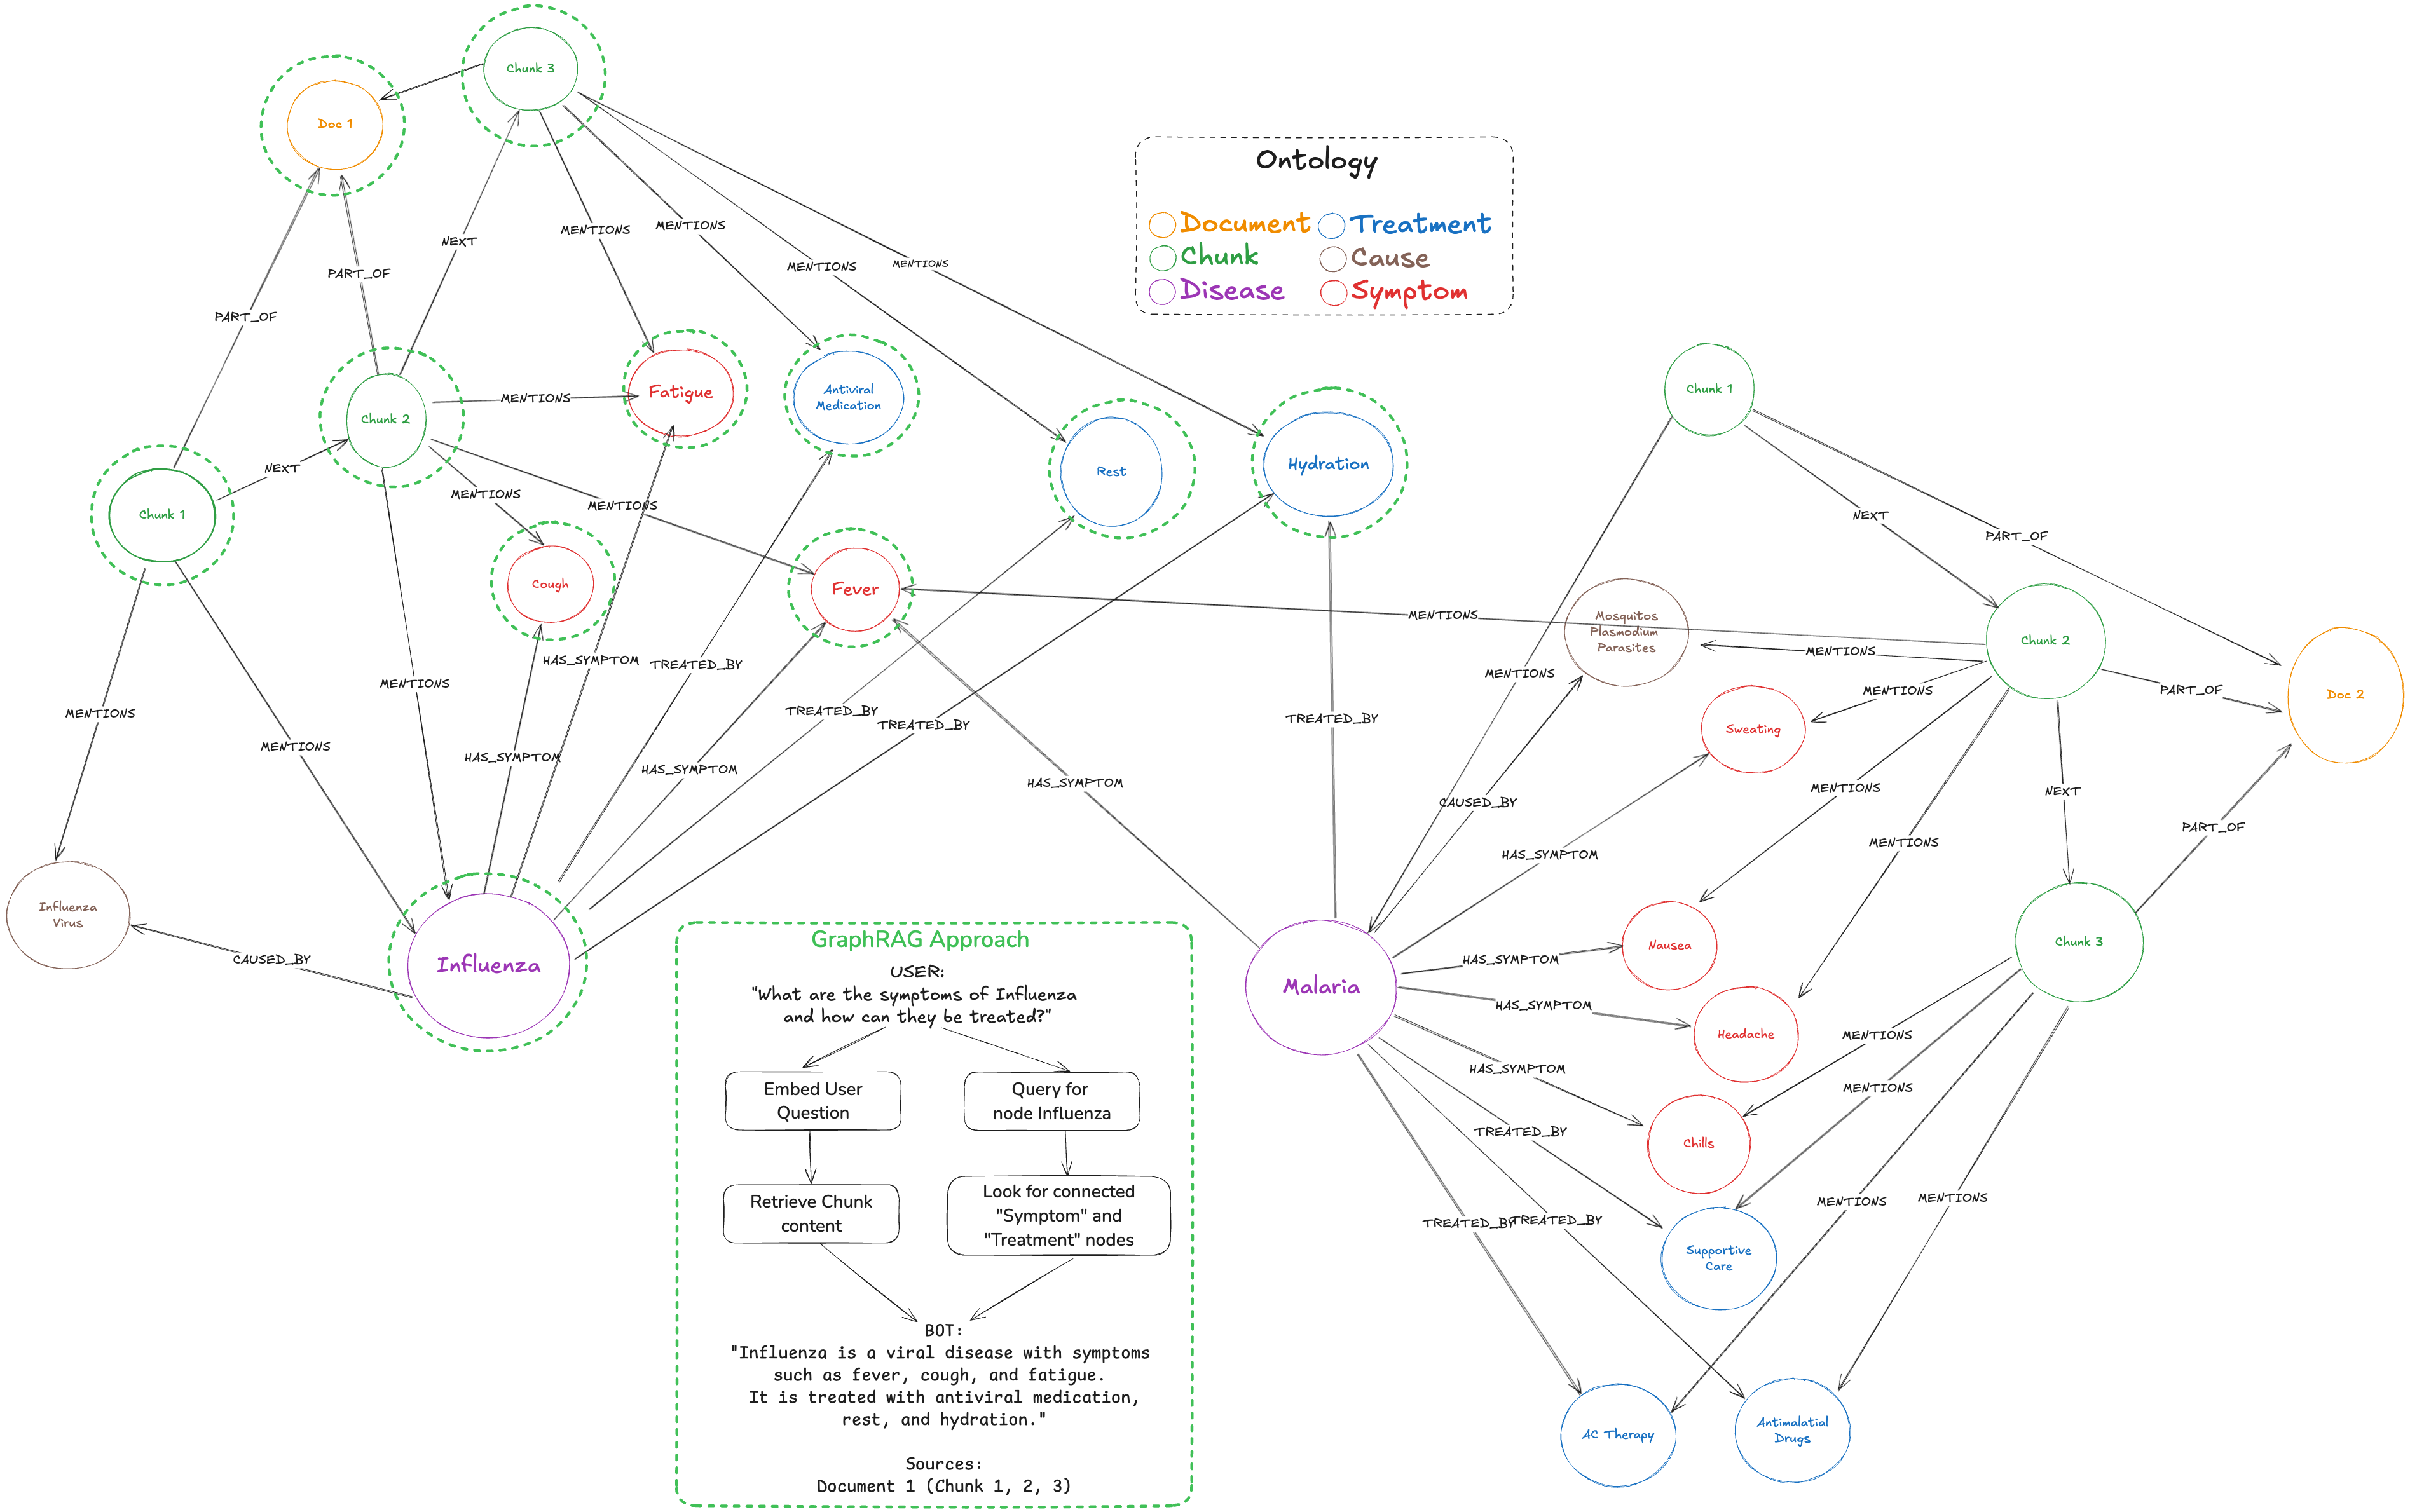 Chunk 3
Doc 1
Ontology
Document
Treatment
Chunk
Cause
Disease
Symptom
MENTIONS
MENTIONS
NEXT
MENTIONS
MENTIONS
PART_OF
PART_OF
Chunk 1
Fatigue
Antiviral
Medication
MENTIONS
Chunk 2
Hydration
Rest
NEXT
MENTIONS
MENTIONS
Chunk 1
NEXT
PART_OF
Cough
Fever
MENTIONS
Mosquitos
Plasmodium
Parasites
Chunk 2
MENTIONS
HAS_SYMPTOM
TREATED_BY
MENTIONS
MENTIONS
MENTIONS
PART_OF
Doc 2
MENTIONS
TREATED_BY
TREATED_BY
TREATED_BY
Sweating
MENTIONS
HAS_SYMPTOM
HAS_SYMPTOM
HAS_SYMPTOM
MENTIONS
NEXT
CAUSED_BY
PART_OF
MENTIONS
HAS_SYMPTOM
Influenza
Virus
CAUSED_BY
Influenza
Malaria
HAS_SYMPTOM
Nausea
Chunk 3
HAS_SYMPTOM
Headache
MENTIONS
HAS_SYMPTOM
MENTIONS
TREATED_BY
Chills
MENTIONS
MENTIONS
TREATED_BY
TREATED_BY
Supportive
Care
AC Therapy
Antimalatial
Drugs
GraphRAG Approach
USER:
"What are the symptoms of Influenza
and how can they be treated?"
Embed User
Question
Query for
node Influenza
Retrieve Chunk
content
Look for connected
"Symptom" and
"Treatment" nodes
BOT:
"Influenza is a viral disease with symptoms
such as fever, cough, and fatigue.
It is treated with antiviral medication,
rest, and hydration."
Sources:
Document 1 (Chunk 1, 2, 3)